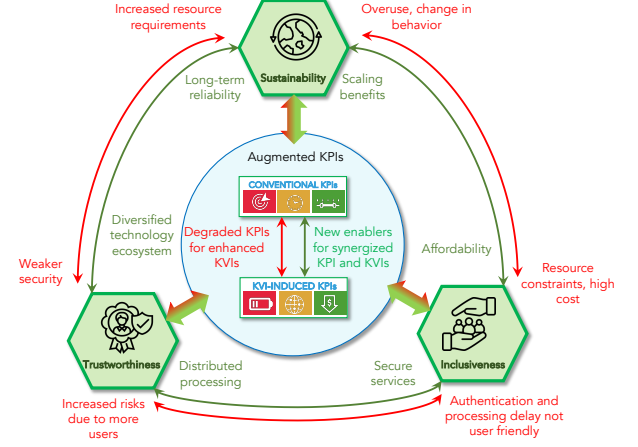 Increased resource
requirements
Overuse, change in
behavior
Sustainability
Long-term
reliability
Scaling
benefits
Augmented KPIs
CONVENTIONAL KPIs
Diversified
technology
ecosystem
Degraded KPIs
for enhanced
KVIs
New enablers
for synergized
KPI and KVIs
Affordability
Weaker
security
Resource
constraints, high
cost
KVI-INDUCED KPIs
$
Trustworthiness
Inclusiveness
Distributed
processing
Secure
services
Increased risks
due to more
users
Authentication and
processing delay not
user friendly